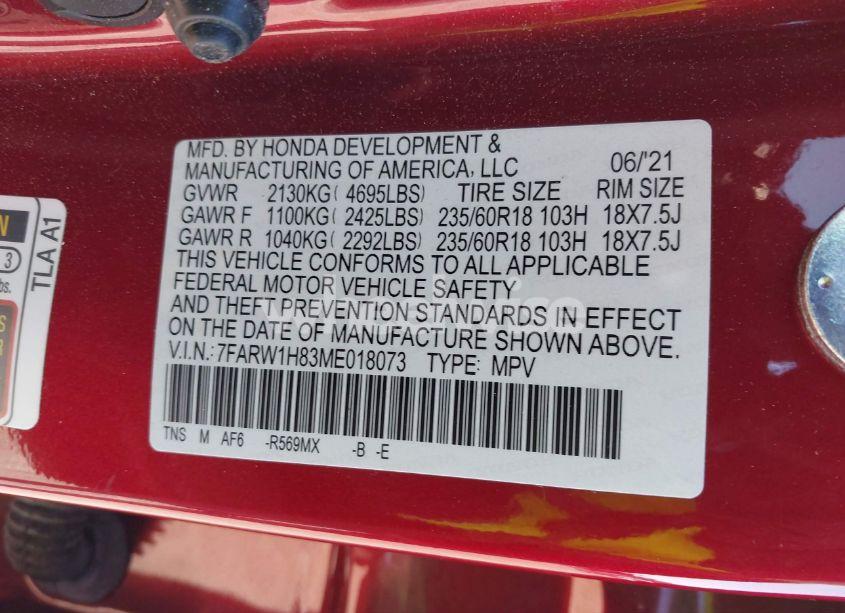 MFD. BY HONDA DEVELOPMENT &
MANUFACTURING OF AMERICA, LLC 06/'21
GVWR 2130KG( 4695LBS) TIRE SIZE RIM SIZE
GAWR F 1100KG( 2425LBS) 235/60R18 103H 18X7.5J
GAWR R 1040KG( 2292LBS) 235/60R18 103H 18X7.5J
THIS VEHICLE CONFORMS TO ALL APPLICABLE
FEDERAL MOTOR VEHICLE SAFETY
AND THEFT PREVENTION STANDARDS IN EFFECT
ON THE DATE OF MANUFACTURE SHOWN ABOVE.
V.I.N.: 7FARW1H83ME018073 TYPE: MPV
TNS M AF6 -R569MX -B -E
TLA A1
3